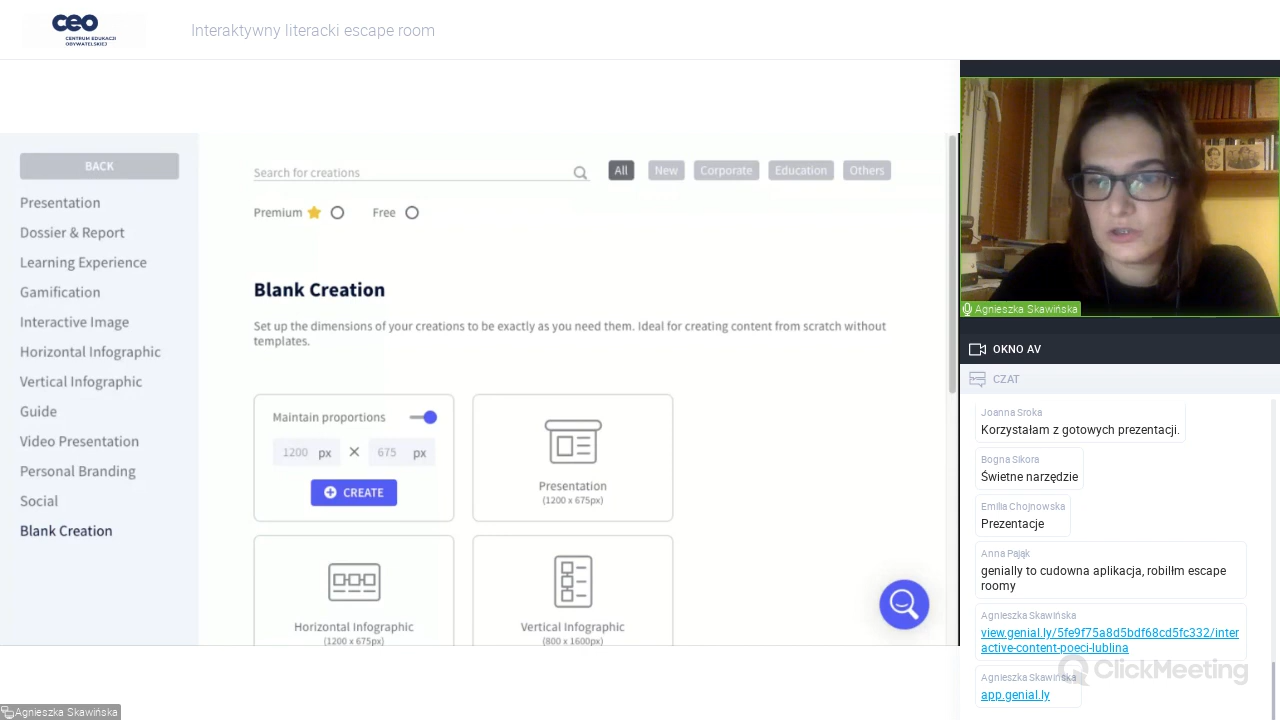 ceo
CENTRUM EDUKACJI
OBYWATELSKIEJ
Interaktywny literacki escape room
BACK
Presentation
Dossier & Report
Learning Experience
Gamification
Interactive Image
Horizontal Infographic
Vertical Infographic
Guide
Video Presentation
Personal Branding
Social
Blank Creation
Search for creations
All
New
Corporate
Education
Others
Premium
Free
Blank Creation
Set up the dimensions of your creations to be exactly as you need them. Ideal for creating content from scratch without
templates.
Maintain proportions
1200 px × 675 px
CREATE
Presentation
(1200 x 675px)
Horizontal Infographic
(1200 x 675px)
Vertical Infographic
(800 x 1600px)
Agnieszka Skawińska
Agnieszka Skawińska
OKNO AV
CZAT
Joanna Sroka
Korzystałam z gotowych prezentacji.
Bogna Sikora
Świetne narzędzie
Emilia Chojnowska
Prezentacje
Anna Pająk
genially to cudowna aplikacja, robiłłm escape
roomy
Agnieszka Skawińska
view.genial.ly/5fe9f75a8d5bdf68cd5fc332/inter
active-content-poeci-lublina
Agnieszka Skawińska
app.genial.ly
ClickMeeting